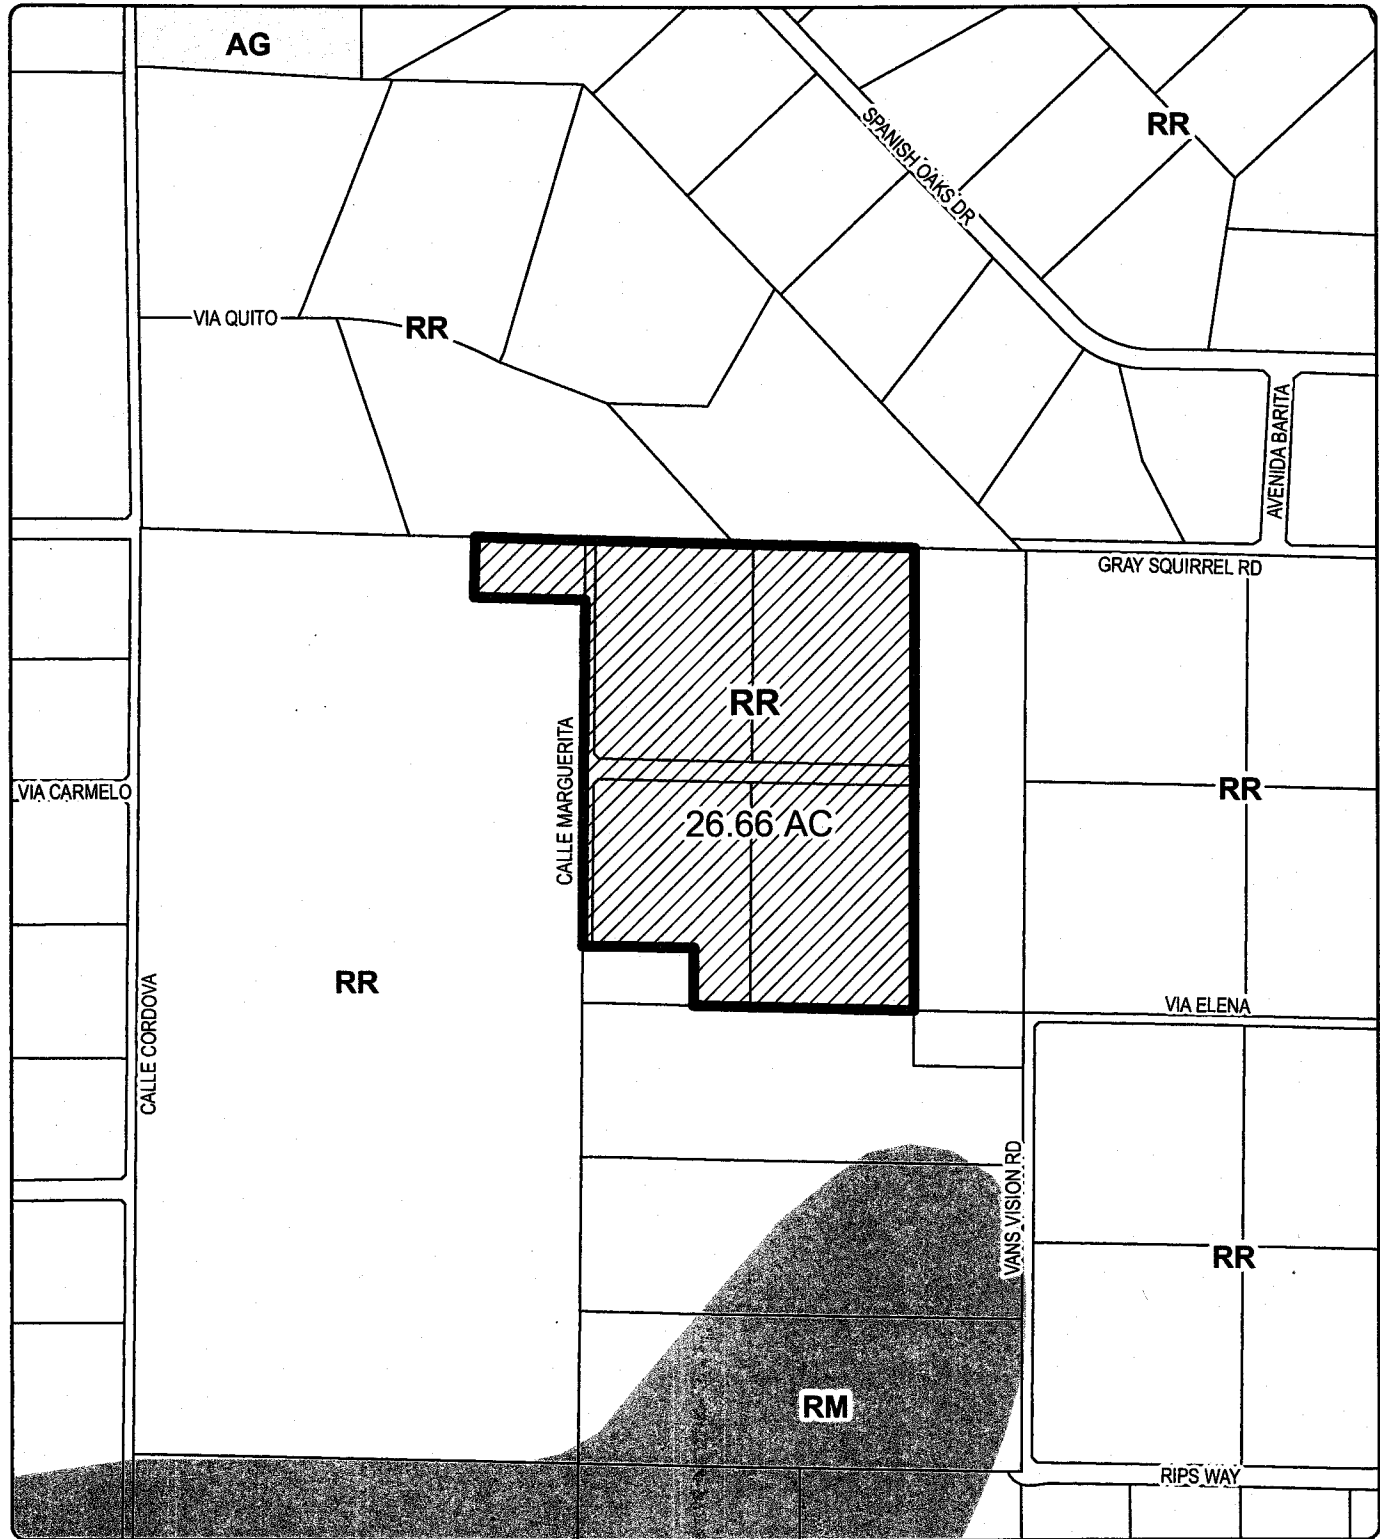 AG
RR
SPANISH OAKS DR
VIA QUITO
RR
AVENIDA BARITA
GRAY SQUIRREL RD
RR
CALLE MARGUERITA
VIA CARMELO
RR
26.66 AC
RR
CALLE CORDOVA
VIA ELENA
VANS VISION RD
RR
RM
RIPS WAY